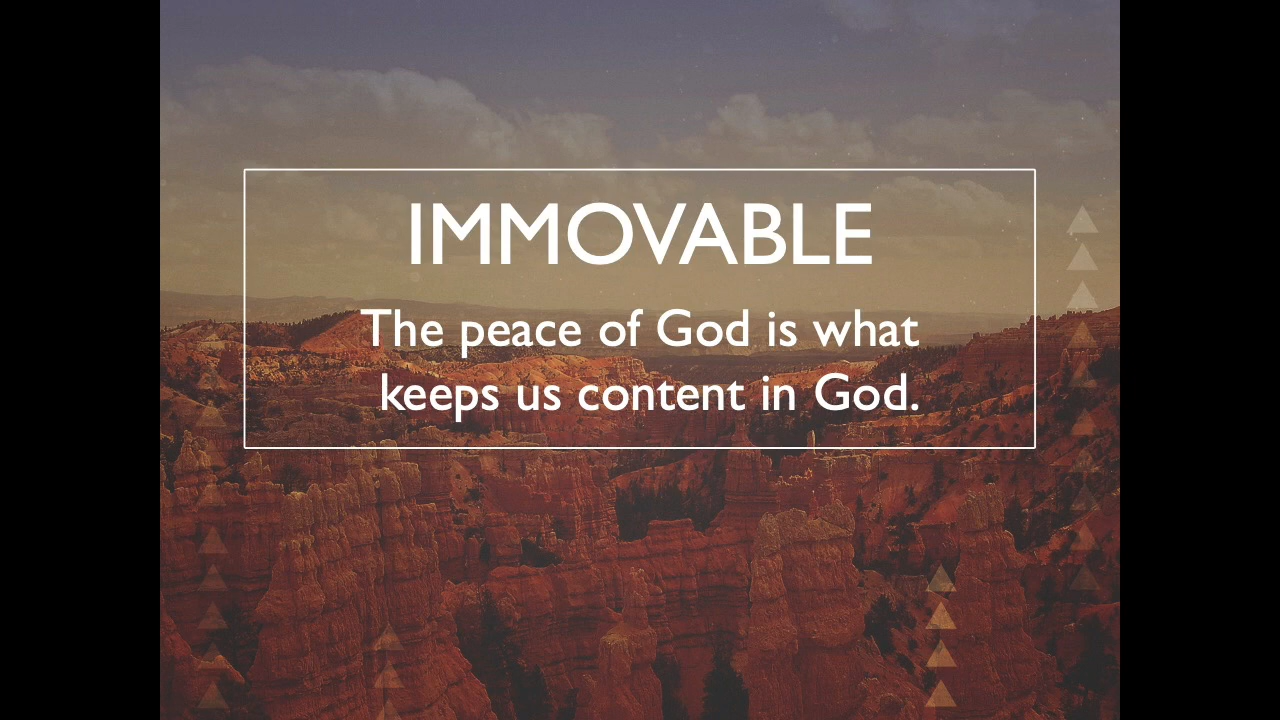 IMMOVABLE
The peace of God is what
keeps us content in God.